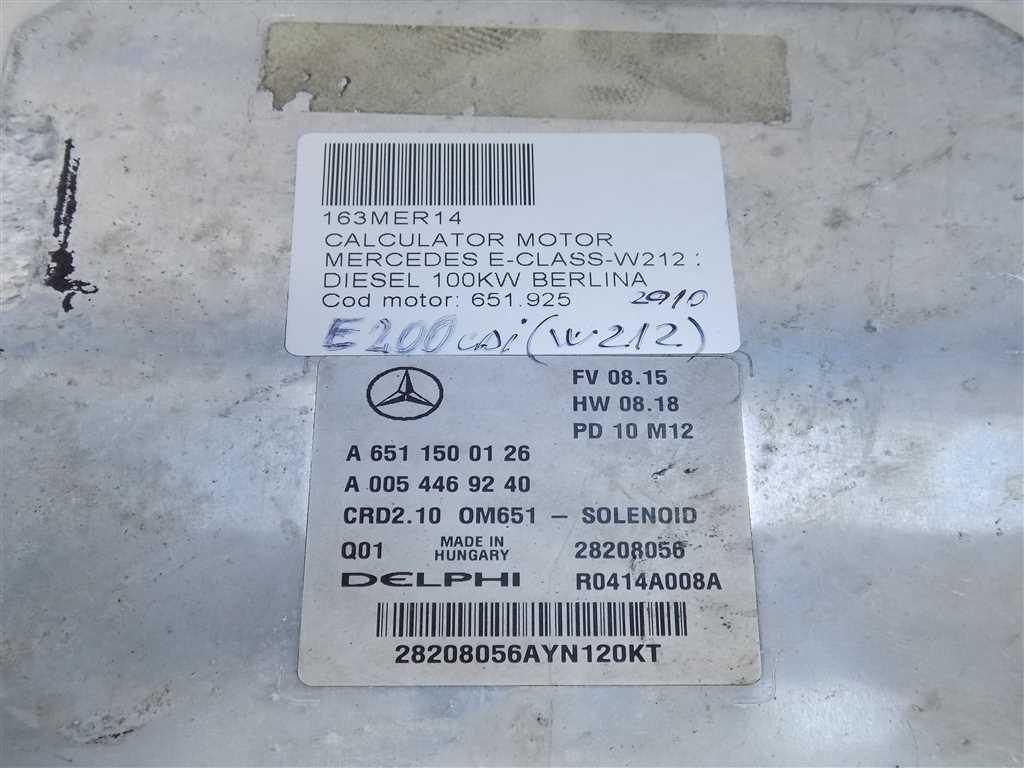 163MER14
CALCULATOR MOTOR
MERCEDES E-CLASS-W212 :
DIESEL 100KW BERLINA
Cod motor: 651.925 2910
E200 cdi (W212)
FV 08.15
HW 08.18
PD 10 M12
A 651 150 01 26
A 005 446 92 40
CRD2.10 OM651 – SOLENOID
Q01 MADE IN HUNGARY 28208056
DELPHI R0414A008A
28208056AYN120KT